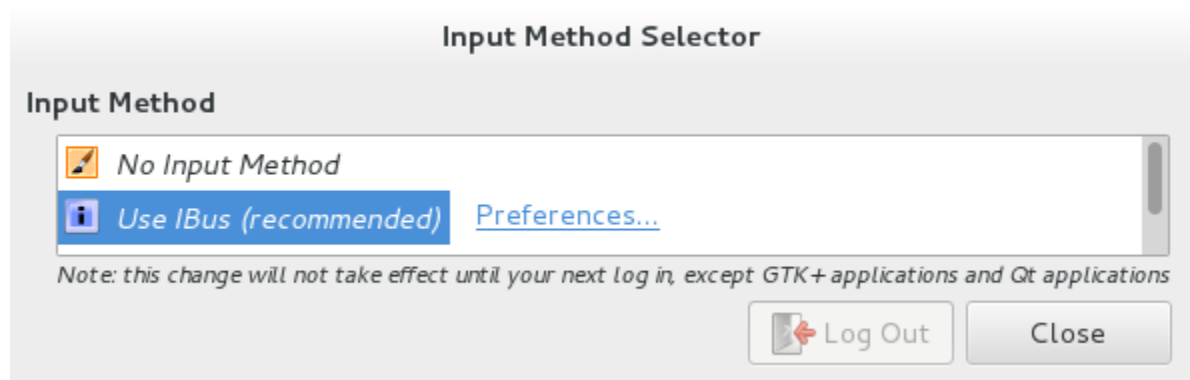 Input Method Selector
Input Method
No Input Method
Use IBus (recommended) Preferences...
Note: this change will not take effect until your next log in, except GTK+ applications and Qt applications
Log Out Close